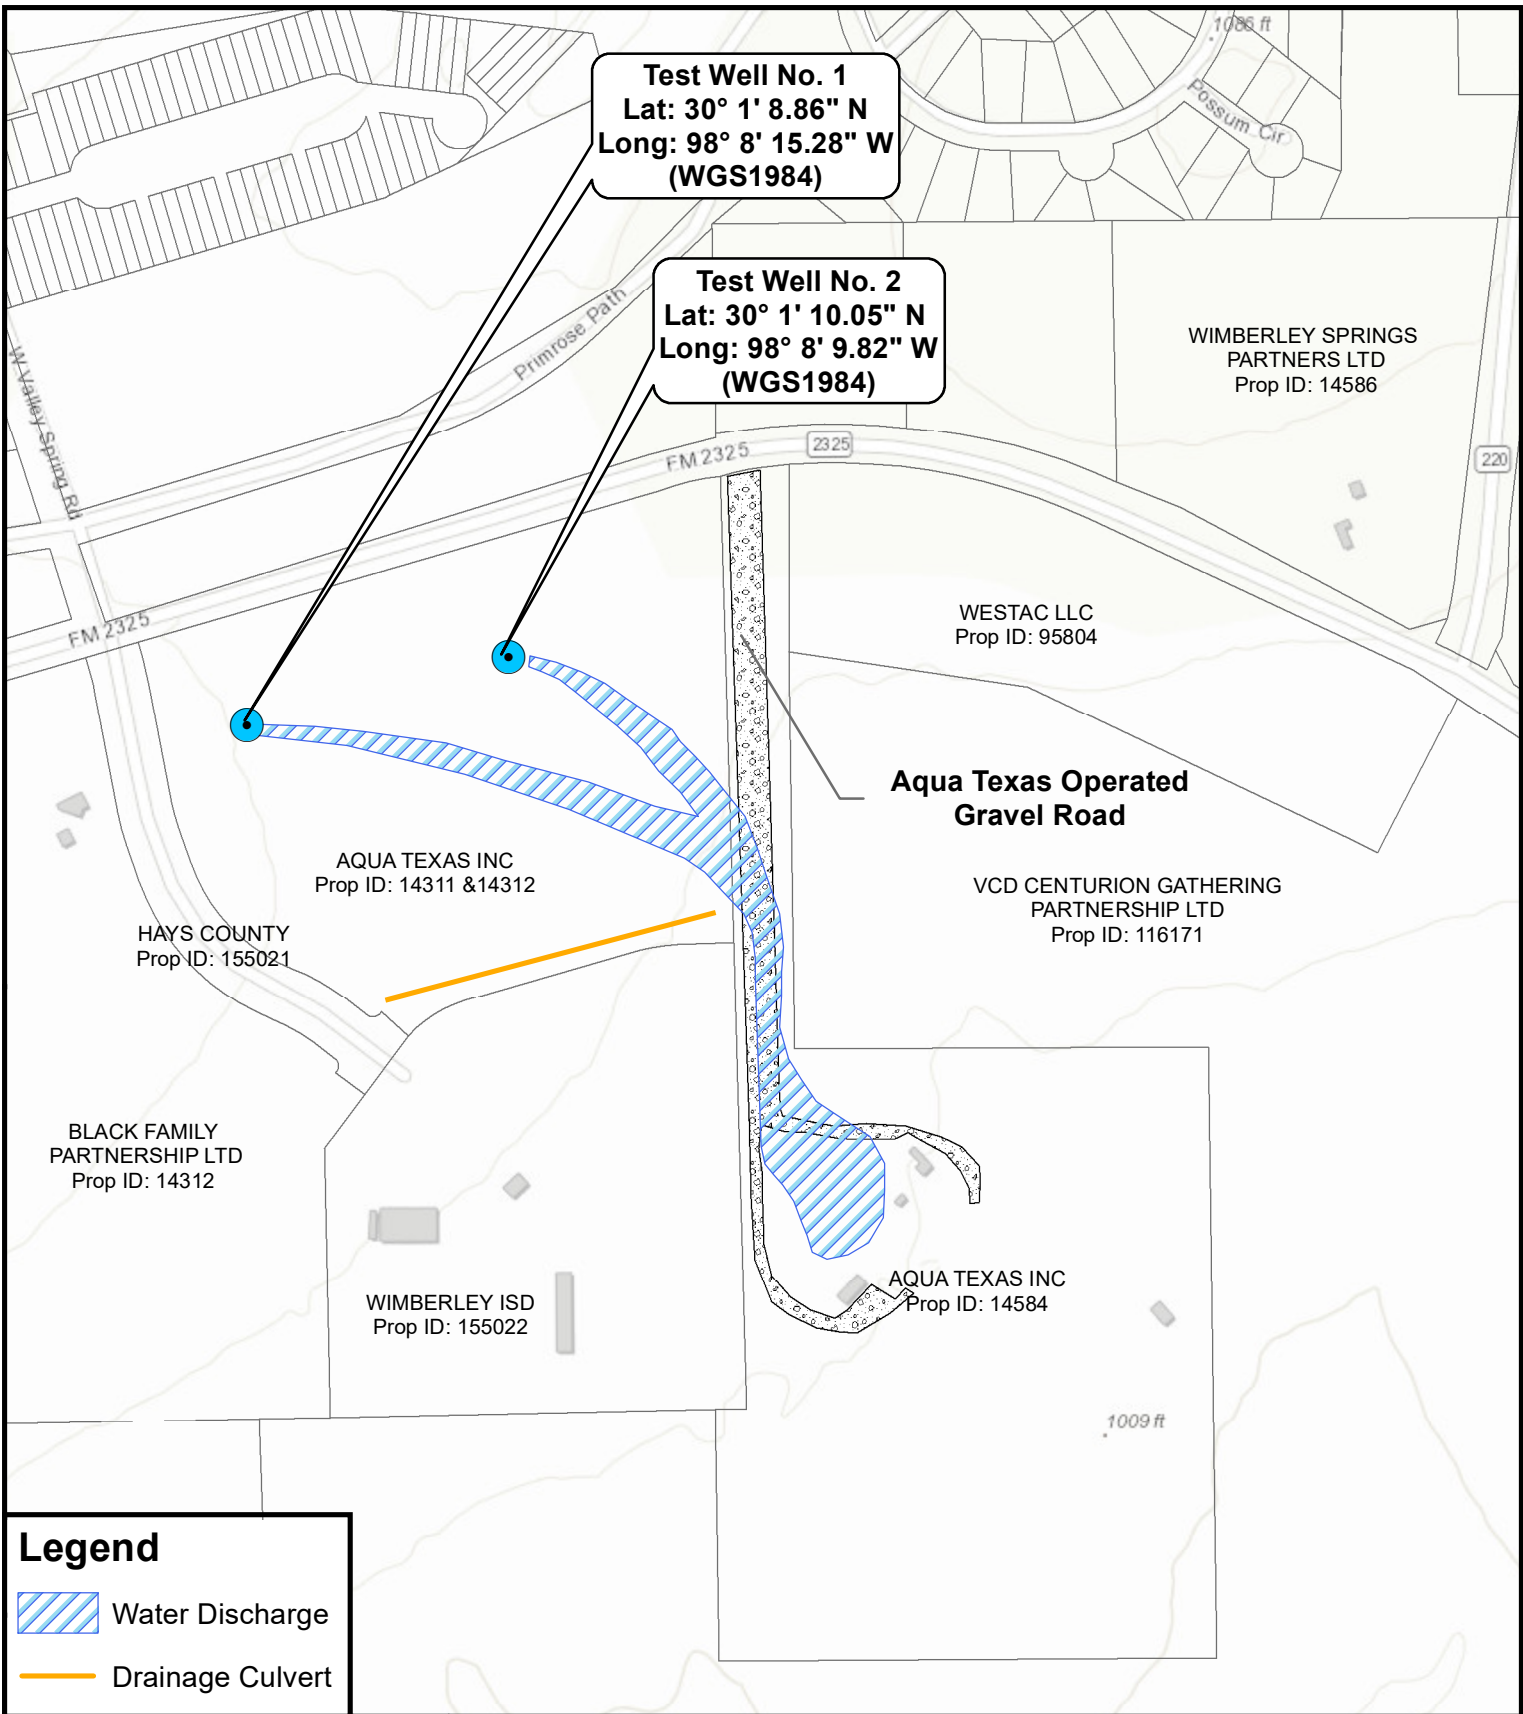 1086 ft
Possum Cir
Test Well No. 1
Lat: 30° 1' 8.86" N
Long: 98° 8' 15.28" W
(WGS1984)
Test Well No. 2
Lat: 30° 1' 10.05" N
Long: 98° 8' 9.82" W
(WGS1984)
Primrose Path
W Valley Spring Rd
WIMBERLEY SPRINGS
PARTNERS LTD
Prop ID: 14586
FM 2325
2325
220
FM 2325
WESTAC LLC
Prop ID: 95804
Aqua Texas Operated
Gravel Road
AQUA TEXAS INC
Prop ID: 14311 &14312
VCD CENTURION GATHERING
PARTNERSHIP LTD
Prop ID: 116171
HAYS COUNTY
Prop ID: 155021
BLACK FAMILY
PARTNERSHIP LTD
Prop ID: 14312
WIMBERLEY ISD
Prop ID: 155022
AQUA TEXAS INC
Prop ID: 14584
1009 ft
Legend
Water Discharge
Drainage Culvert